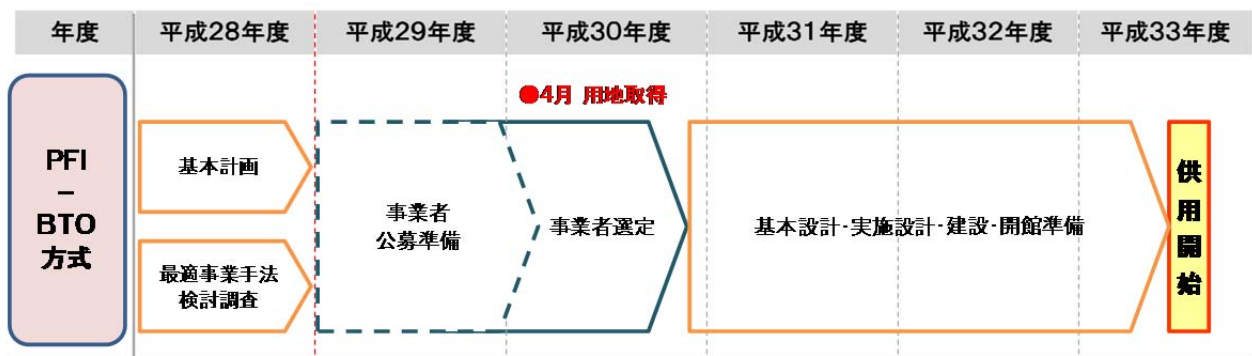 年度 平成28年度 平成29年度 平成30年度 平成31年度 平成32年度 平成33年度
●4月 用地取得
PFI
–
BTO
方式
基本計画
最適事業手法
検討調査
事業者
公募準備
事業者選定
基本設計・実施設計・建設・開館準備
供用開始